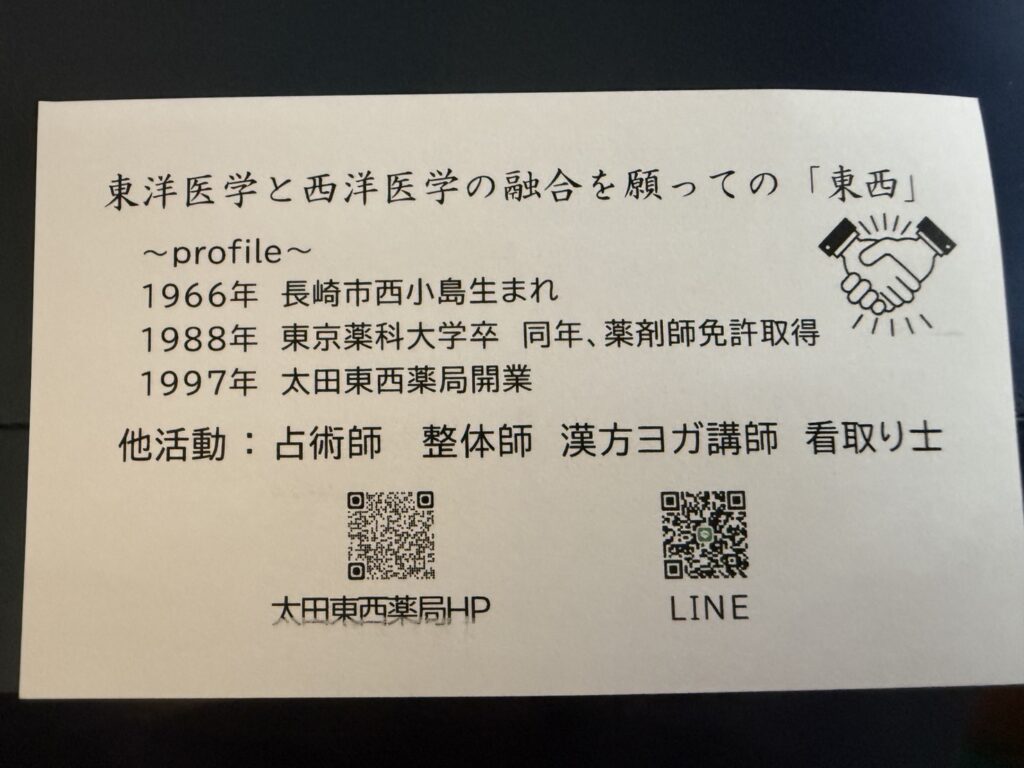 東洋医学と西洋医学の融合を願っての「東西」
～profile～
1966年 長崎市西小島生まれ
1988年 東京薬科大学卒 同年、薬剤師免許取得
1997年 太田東西薬局開業
他活動：占術師 整体師 漢方ヨガ講師 看取り士
太田東西薬局HP
LINE